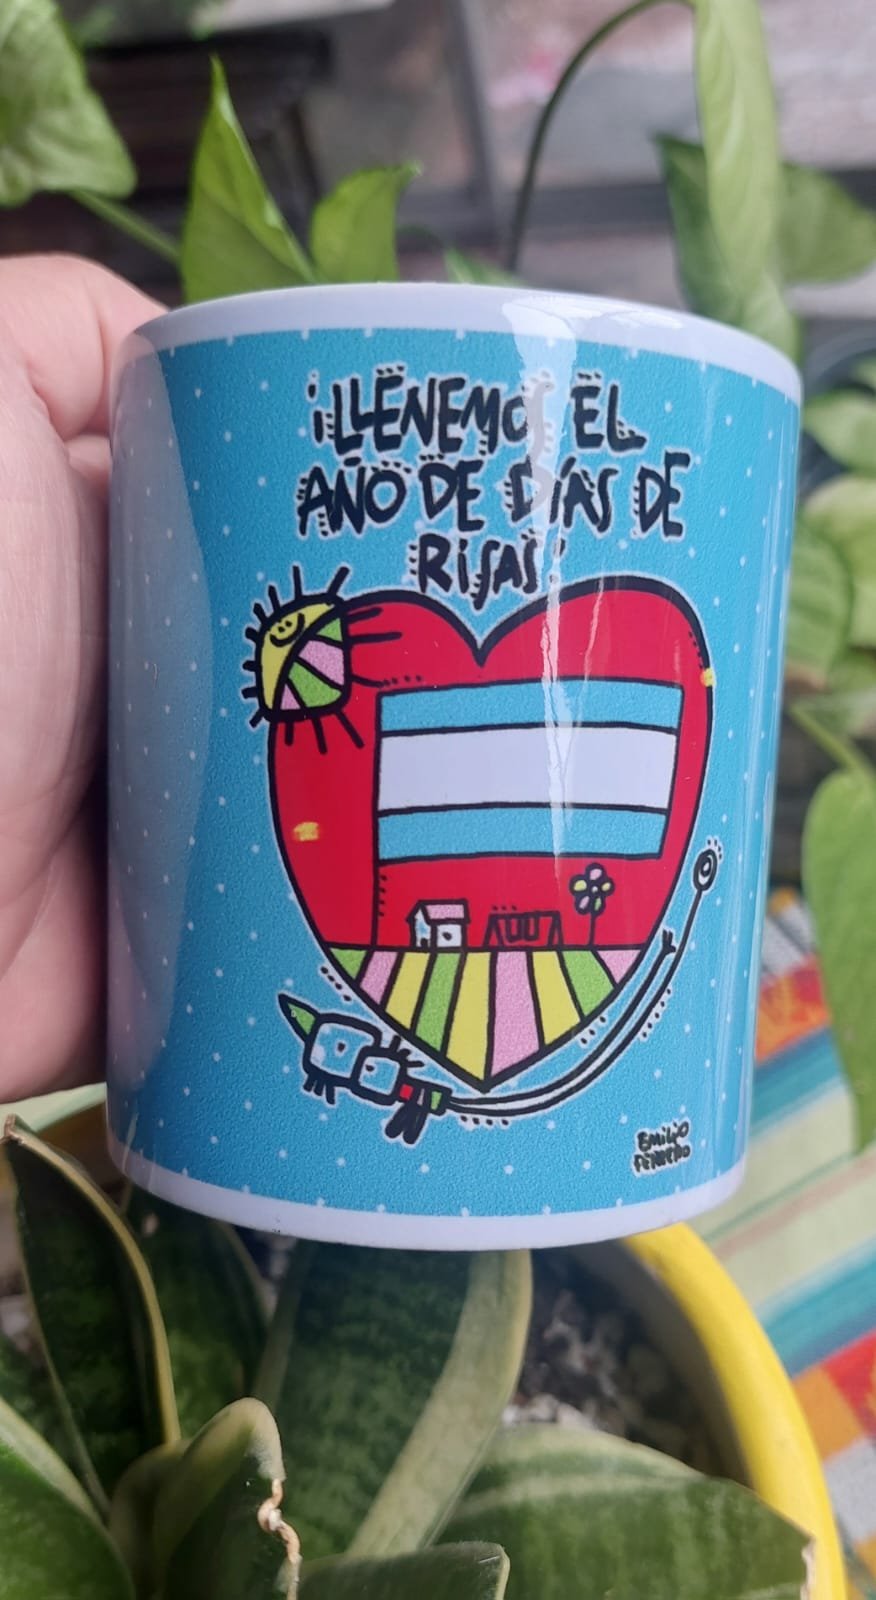 ¡LLENEMOS EL
AÑO DE DÍAS DE
RISAS!
EMILIO
FERRERO